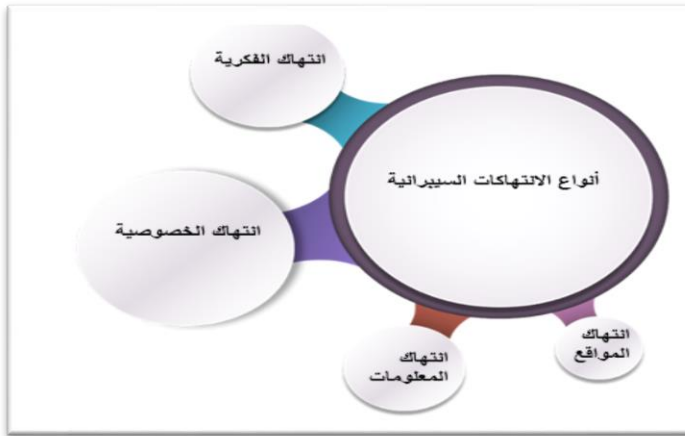 انتهاك الفكرية
أنواع الانتهاكات السيبرانية
انتهاك الخصوصية
انتهاك
المواقع
انتهاك
المعلومات